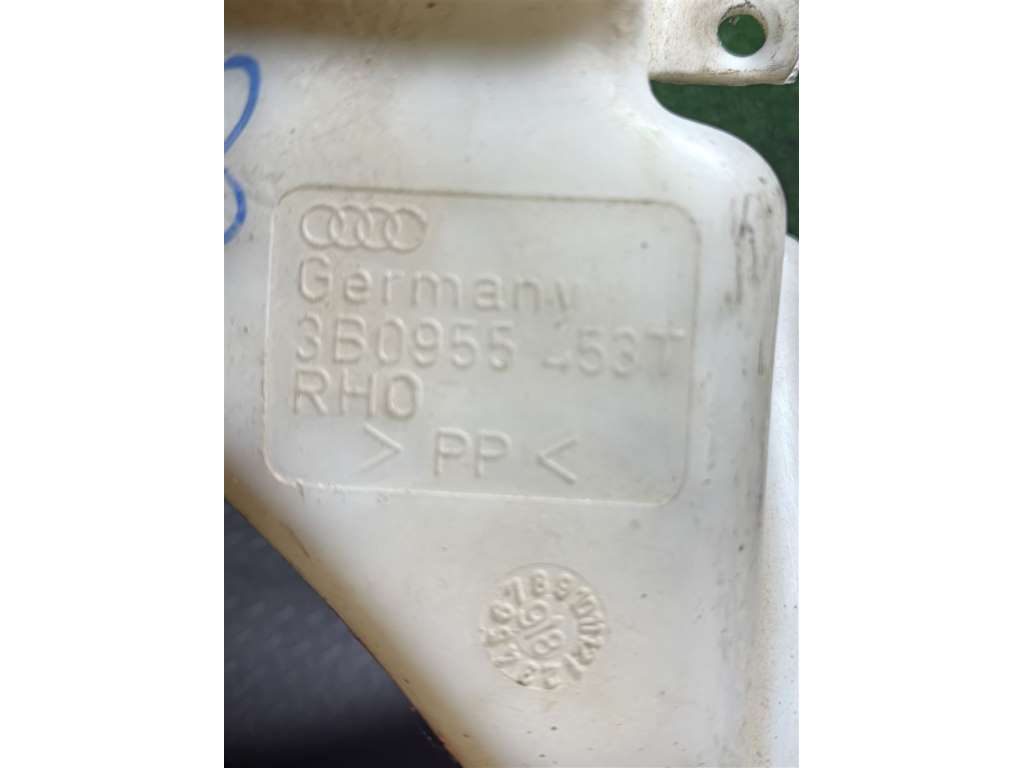 Germany
3B0955 453T
RHO
> PP <